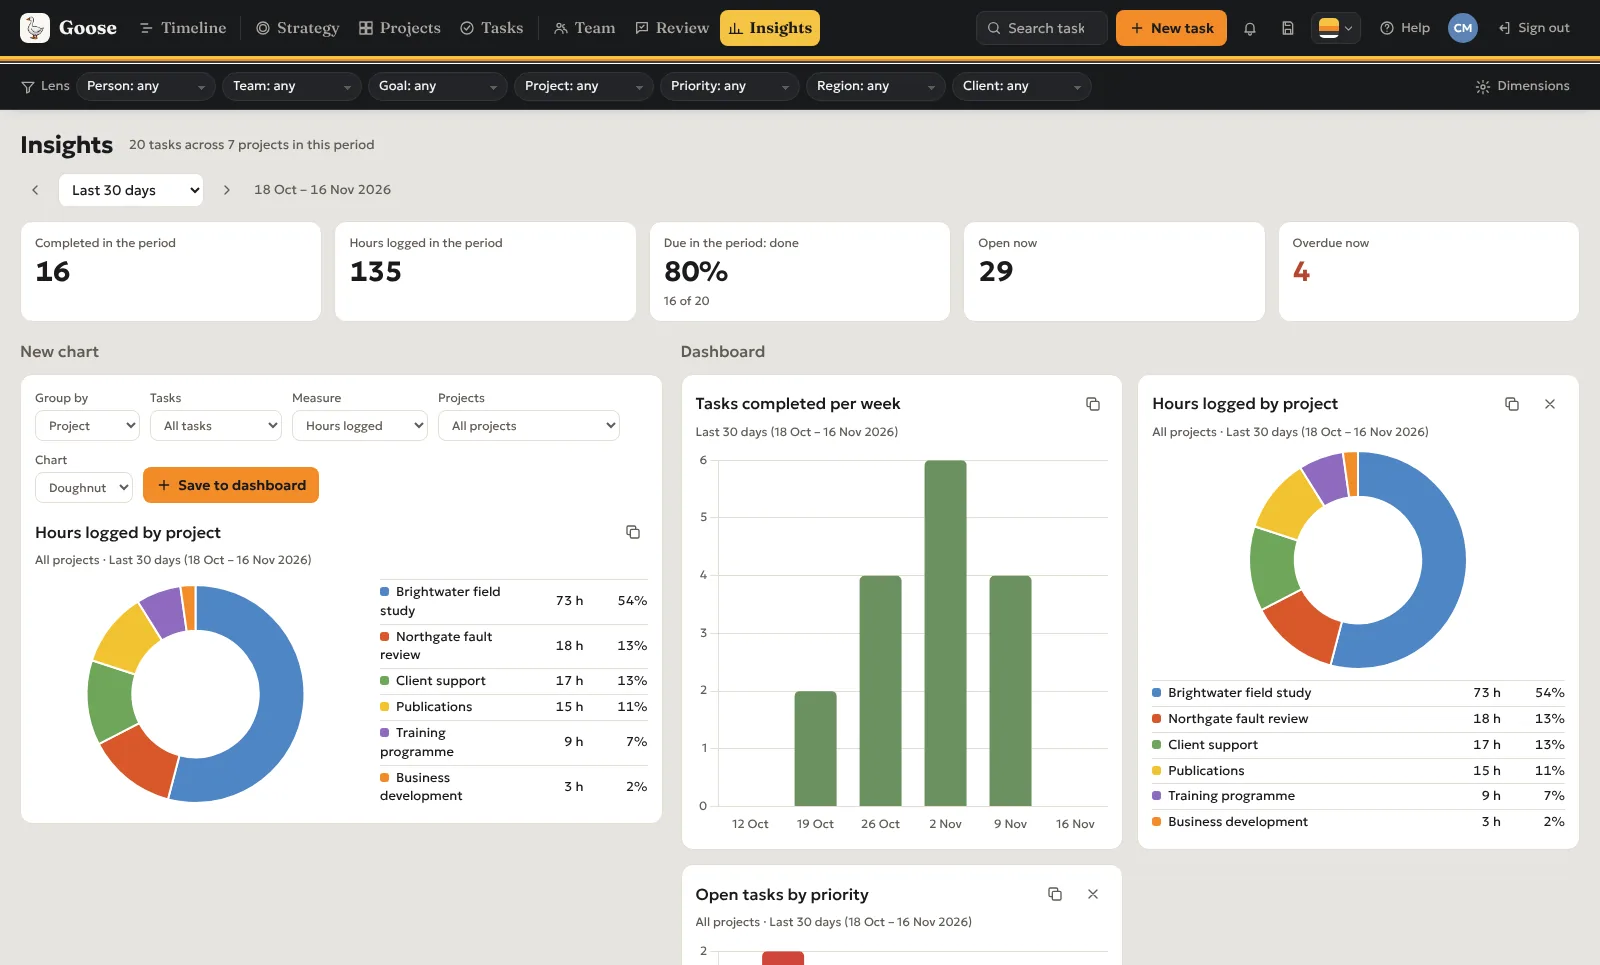 Goose
Timeline
Strategy
Projects
Tasks
Team
Review
Insights
Search task
+ New task
Help
CM
Sign out
Lens
Person: any
Team: any
Goal: any
Project: any
Priority: any
Region: any
Client: any
Dimensions
Insights
20 tasks across 7 projects in this period
Last 30 days
18 Oct – 16 Nov 2026
Completed in the period
16
Hours logged in the period
135
Due in the period: done
80%
16 of 20
Open now
29
Overdue now
4
New chart
Group by
Tasks
Measure
Projects
Project
All tasks
Hours logged
All projects
Chart
Doughnut
+ Save to dashboard
Hours logged by project
All projects · Last 30 days (18 Oct – 16 Nov 2026)
Brightwater field
study
73 h
54%
Northgate fault
review
18 h
13%
Client support
17 h
13%
Publications
15 h
11%
Training
programme
9 h
7%
Business
development
3 h
2%
Dashboard
Tasks completed per week
Last 30 days (18 Oct – 16 Nov 2026)
6
5
4
3
2
1
0
12 Oct
19 Oct
26 Oct
2 Nov
9 Nov
16 Nov
Hours logged by project
All projects · Last 30 days (18 Oct – 16 Nov 2026)
Brightwater field study 73 h 54%
Northgate fault review 18 h 13%
Client support 17 h 13%
Publications 15 h 11%
Training programme 9 h 7%
Business development 3 h 2%
Open tasks by priority
All projects · Last 30 days (18 Oct – 16 Nov 2026)
2